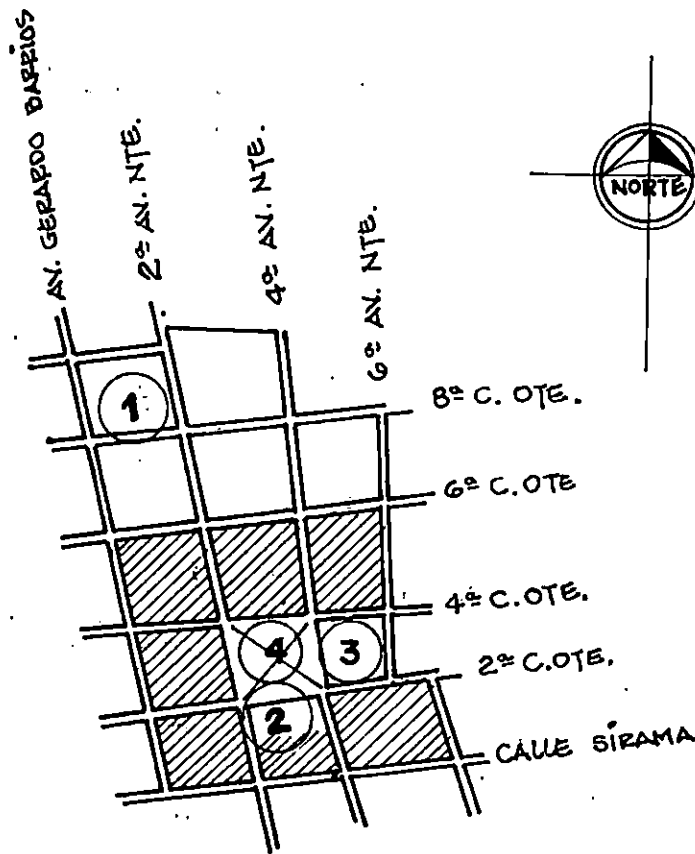 AV. GERARDO BARRIOS
2ª AV. NTE.
4ª AV. NTE.
6ª AV. NTE.
NORTE
8ª C. OTE.
6ª C. OTE
4ª C. OTE.
2ª C. OTE.
CALLE SIRAMA
1
4
3
2